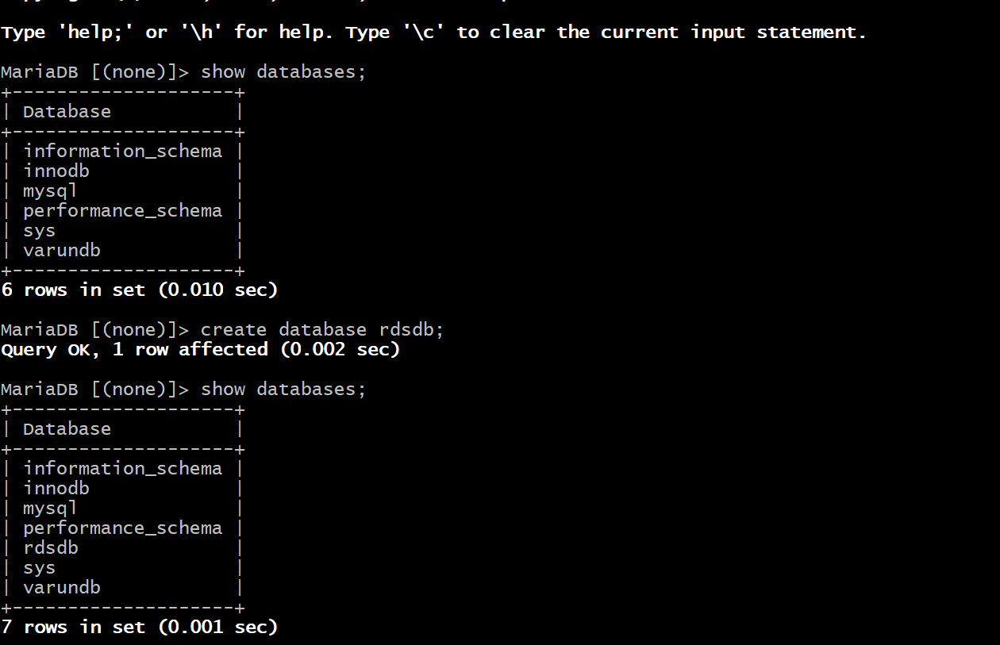 Type 'help;' or '\h' for help. Type '\c' to clear the current input statement.
MariaDB [(none)]> show databases;
+--------------------+
| Database           |
+--------------------+
| information_schema |
| innodb             |
| mysql              |
| performance_schema |
| sys                |
| varundb            |
+--------------------+
6 rows in set (0.010 sec)
MariaDB [(none)]> create database rdsdb;
Query OK, 1 row affected (0.002 sec)
MariaDB [(none)]> show databases;
+--------------------+
| Database           |
+--------------------+
| information_schema |
| innodb             |
| mysql              |
| performance_schema |
| rdsdb              |
| sys                |
| varundb            |
+--------------------+
7 rows in set (0.001 sec)